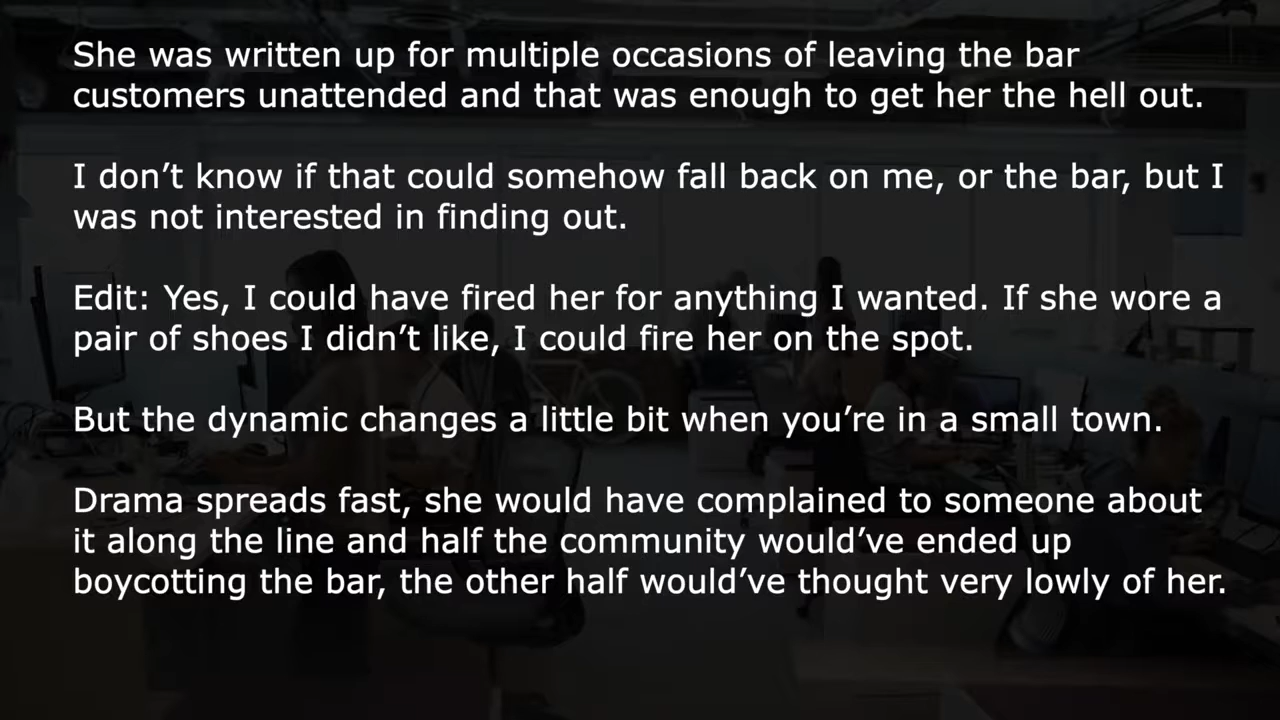 She was written up for multiple occasions of leaving the bar
customers unattended and that was enough to get her the hell out.
I don’t know if that could somehow fall back on me, or the bar, but I
was not interested in finding out.
Edit: Yes, I could have fired her for anything I wanted. If she wore a
pair of shoes I didn’t like, I could fire her on the spot.
But the dynamic changes a little bit when you’re in a small town.
Drama spreads fast, she would have complained to someone about
it along the line and half the community would’ve ended up
boycotting the bar, the other half would’ve thought very lowly of her.